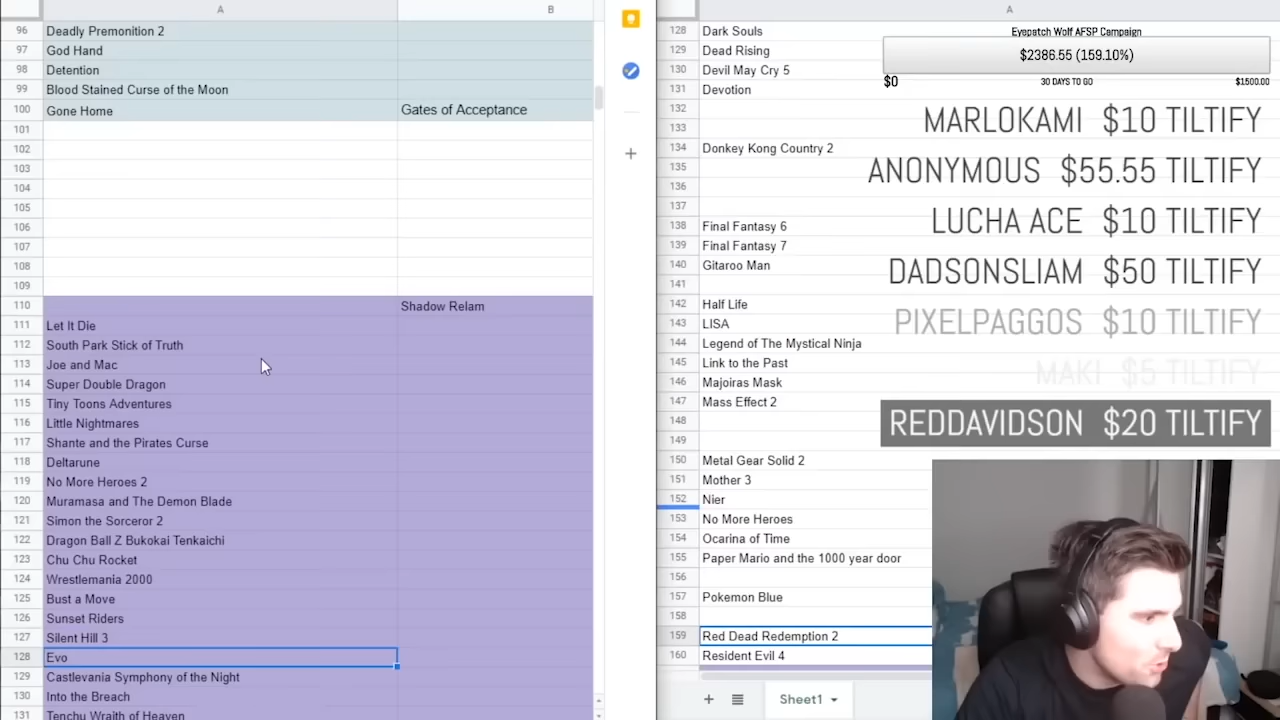 A
B
96 Deadly Premonition 2
97 God Hand
98 Detention
99 Blood Stained Curse of the Moon
100 Gone Home Gates of Acceptance
101
102
103
104
105
106
107
108
109
110 Shadow Relam
111 Let It Die
112 South Park Stick of Truth
113 Joe and Mac
114 Super Double Dragon
115 Tiny Toons Adventures
116 Little Nightmares
117 Shante and the Pirates Curse
118 Deltarune
119 No More Heroes 2
120 Muramasa and The Demon Blade
121 Simon the Sorceror 2
122 Dragon Ball Z Bukokai Tenkaichi
123 Chu Chu Rocket
124 Wrestlemania 2000
125 Bust a Move
126 Sunset Riders
127 Silent Hill 3
128 Evo
129 Castlevania Symphony of the Night
130 Into the Breach
131 Tenchu Wraith of Heaven
A
128 Dark Souls
129 Dead Rising
130 Devil May Cry 5
131 Devotion
132
133
134 Donkey Kong Country 2
135
136
137
138 Final Fantasy 6
139 Final Fantasy 7
140 Gitaroo Man
141
142 Half Life
143 LISA
144 Legend of The Mystical Ninja
145 Link to the Past
146 Majoiras Mask
147 Mass Effect 2
148
149
150 Metal Gear Solid 2
151 Mother 3
152 Nier
153 No More Heroes
154 Ocarina of Time
155 Paper Mario and the 1000 year door
156
157 Pokemon Blue
158
159 Red Dead Redemption 2
160 Resident Evil 4
Sheet1
Eyepatch Wolf AFSP Campaign
$2386.55 (159.10%)
$0 30 DAYS TO GO $1500.00
MARLOKAMI $10 TILTIFY
ANONYMOUS $55.55 TILTIFY
LUCHA ACE $10 TILTIFY
DADSONSLIAM $50 TILTIFY
PIXELPAGGOS $10 TILTIFY
MAKI $5 TILTIFY
REDDAVIDSON $20 TILTIFY